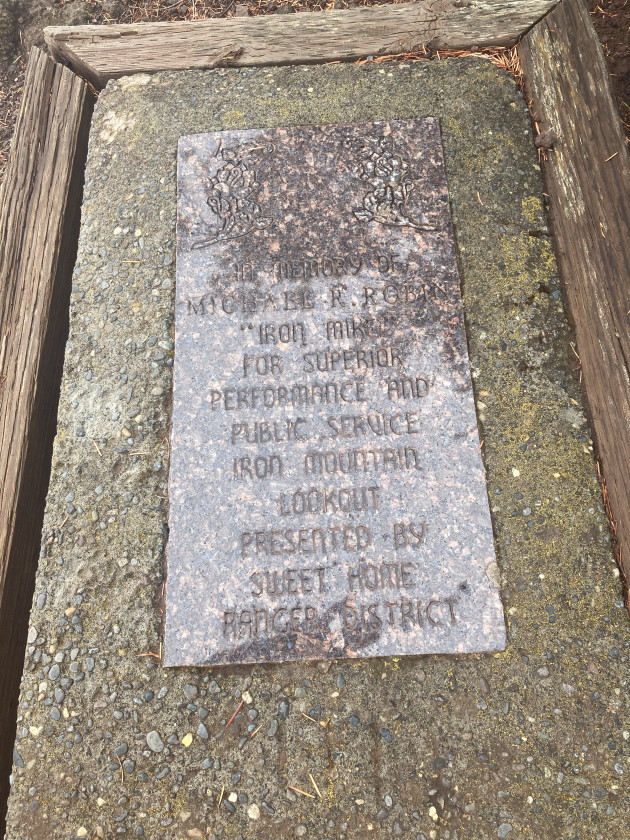 IN MEMORY OF
MICHAEL R. ROBIN
"IRON MIKE"
FOR SUPERIOR
PERFORMANCE AND
PUBLIC SERVICE
IRON MOUNTAIN
LOOKOUT
PRESENTED BY
SWEET HOME
RANGER DISTRICT